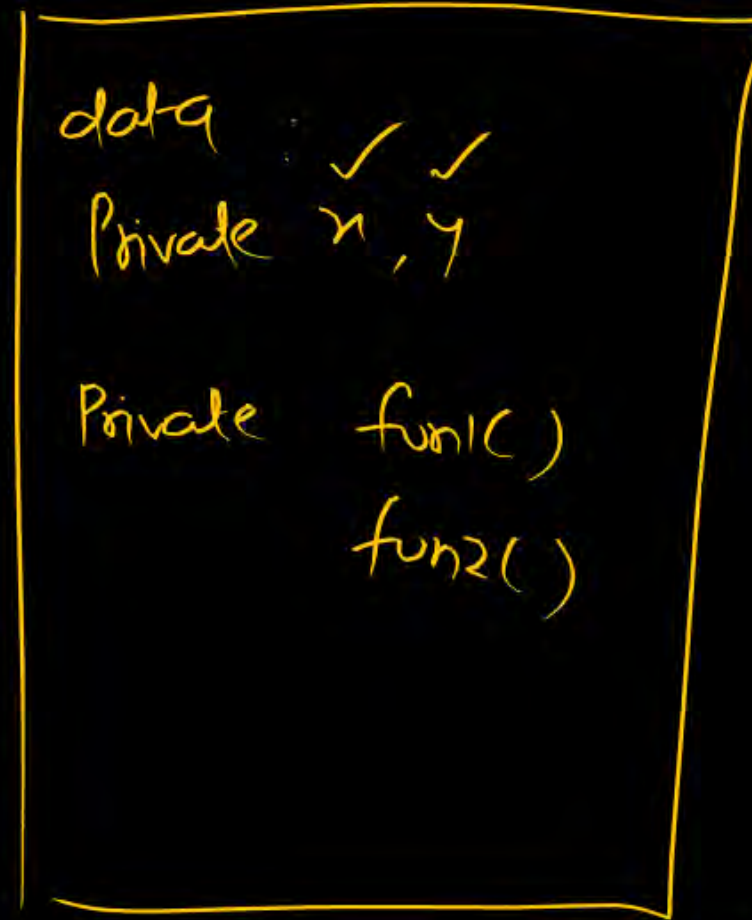 data :
✓ ✓
Private x, y
Private fun1()
fun2()